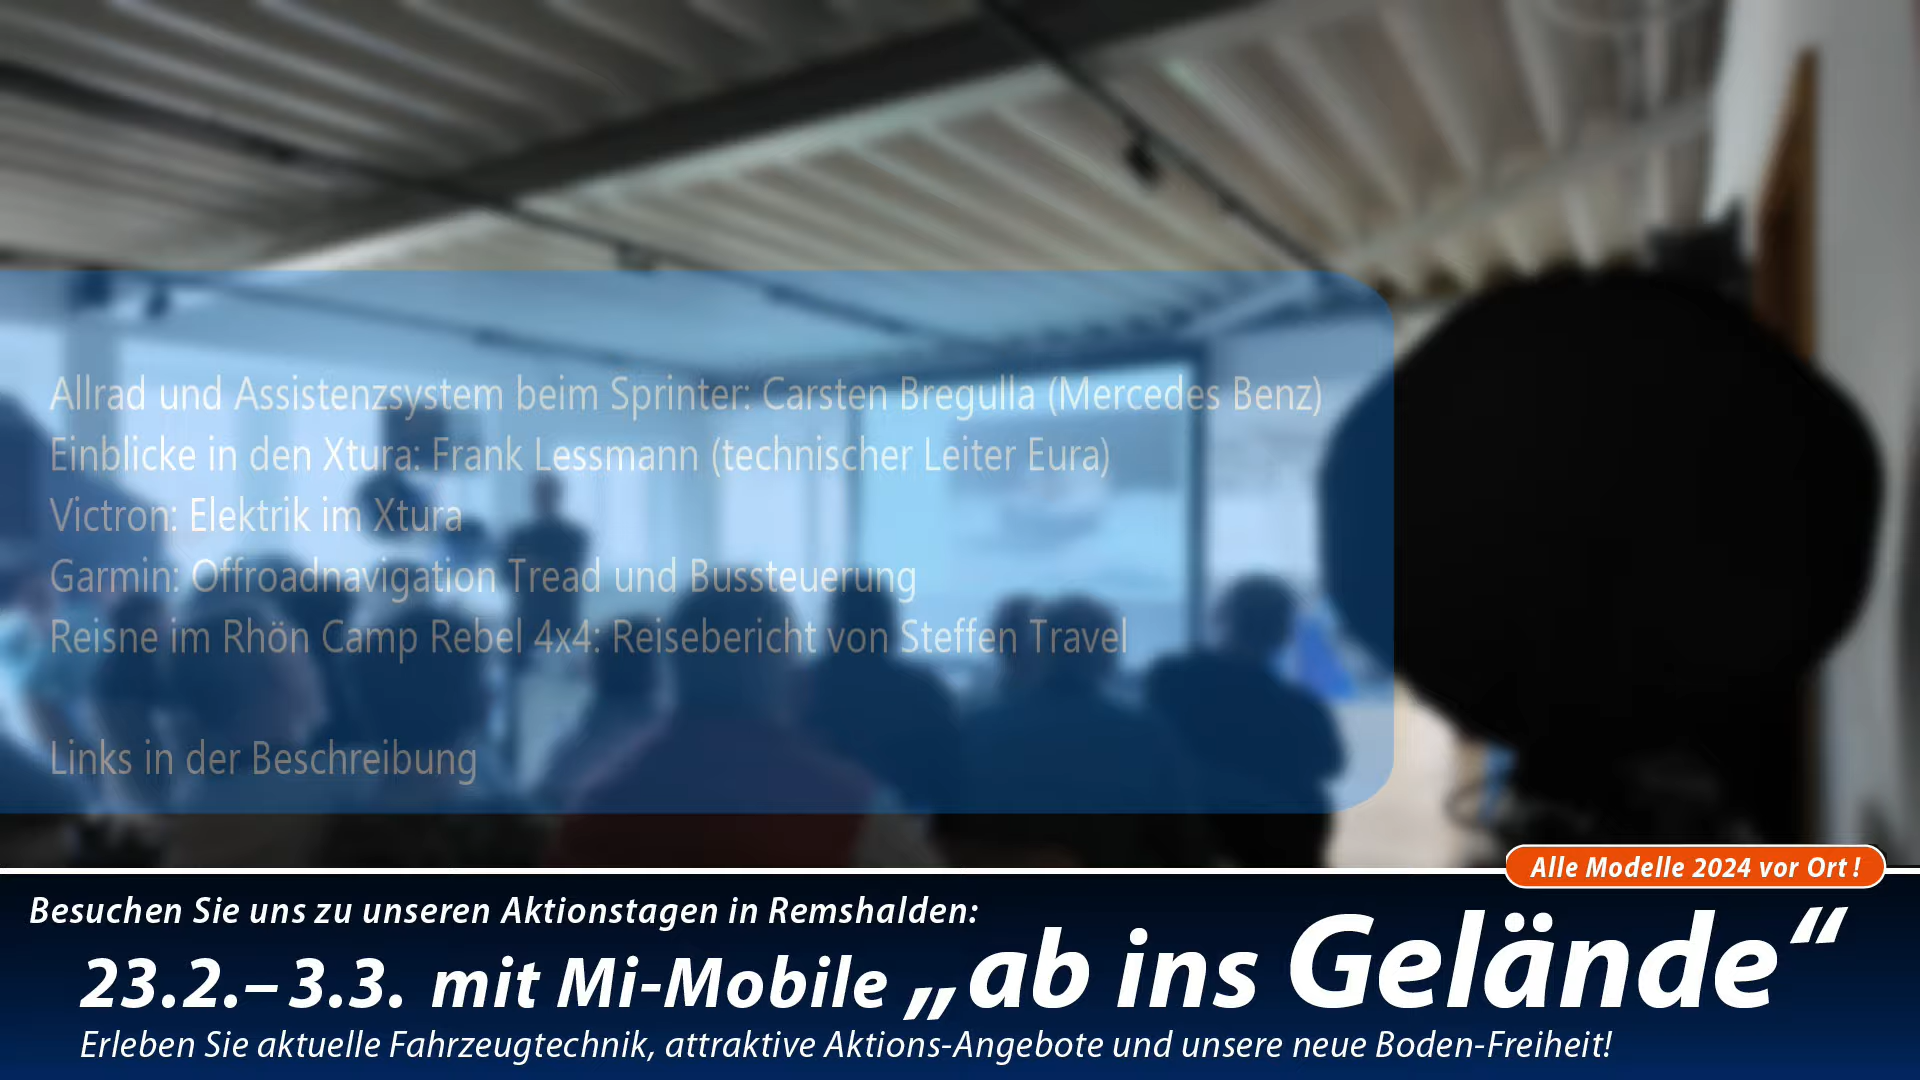 Allrad und Assistenzsystem beim Sprinter: Carsten Bregulla (Mercedes Benz)
Einblicke in den Xtura: Frank Lessmann (technischer Leiter Eura)
Victron: Elektrik im Xtura
Garmin: Offroadnavigation Tread und Bussteuerung
Reisne im Rhön Camp Rebel 4x4: Reisebericht von Steffen Travel
Links in der Beschreibung
Alle Modelle 2024 vor Ort!
Besuchen Sie uns zu unseren Aktionstagen in Remshalden:
23.2.–3.3. mit Mi-Mobile „ab ins Gelände“
Erleben Sie aktuelle Fahrzeugtechnik, attraktive Aktions-Angebote und unsere neue Boden-Freiheit!